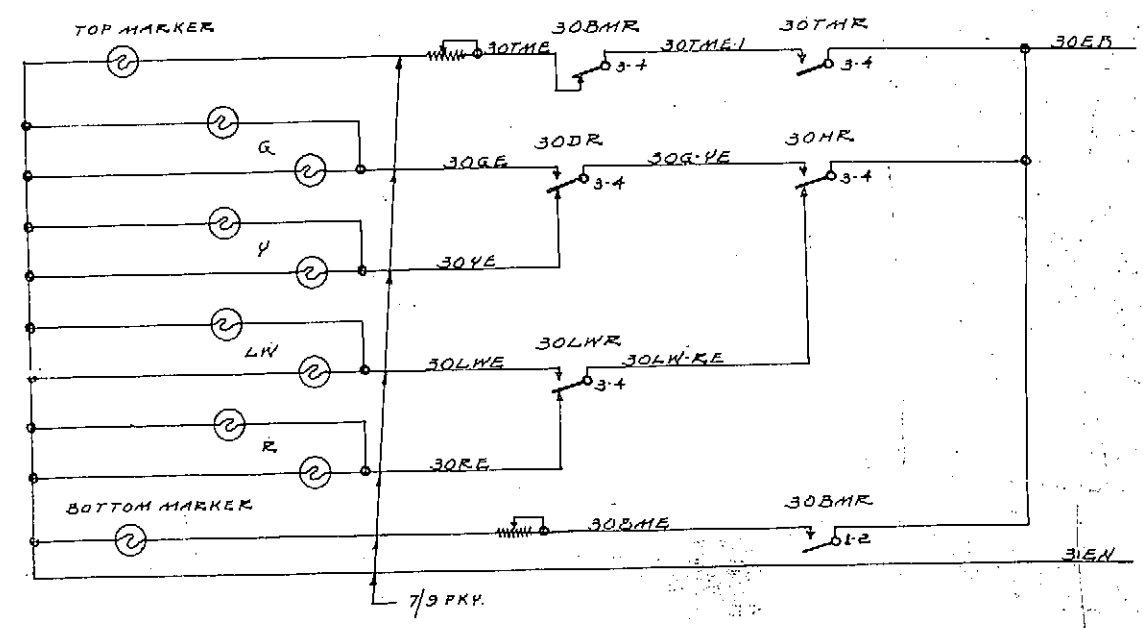 TOP MARKER
30TME
30BMR
3-4
30TME-1
30TMR
3-4
30EB
G
30GE
30DR
3-4
30G-YE
30HR
3-4
Y
30YE
LW
30LWE
30LWR
3-4
30LW-RE
R
30RE
BOTTOM MARKER
30BME
30BMR
1-2
31EN
7/9 PKY.